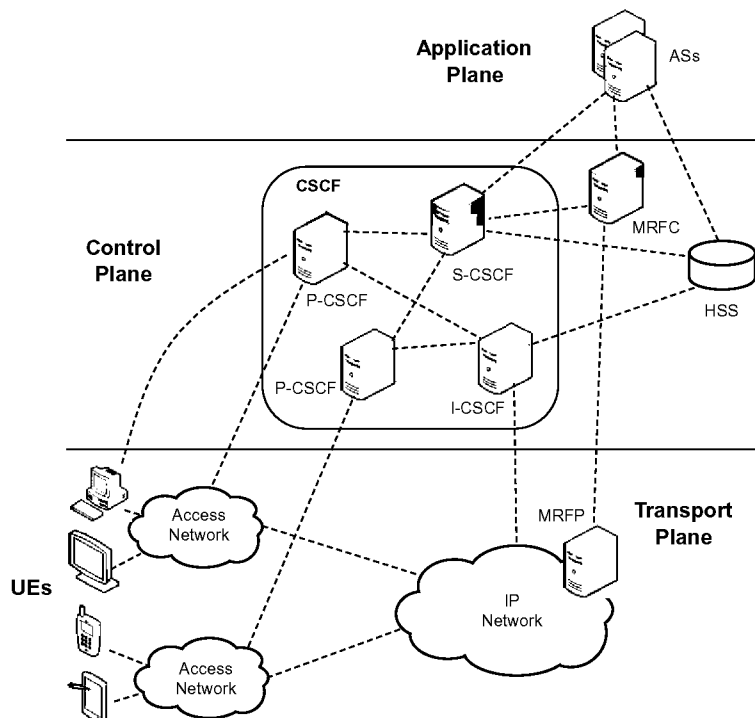 Application
Plane
ASs
CSCF
MRFC
Control
Plane
S-CSCF
P-CSCF
HSS
P-CSCF
I-CSCF
Access
Network
MRFP
Transport
Plane
UEs
IP
Network
Access
Network